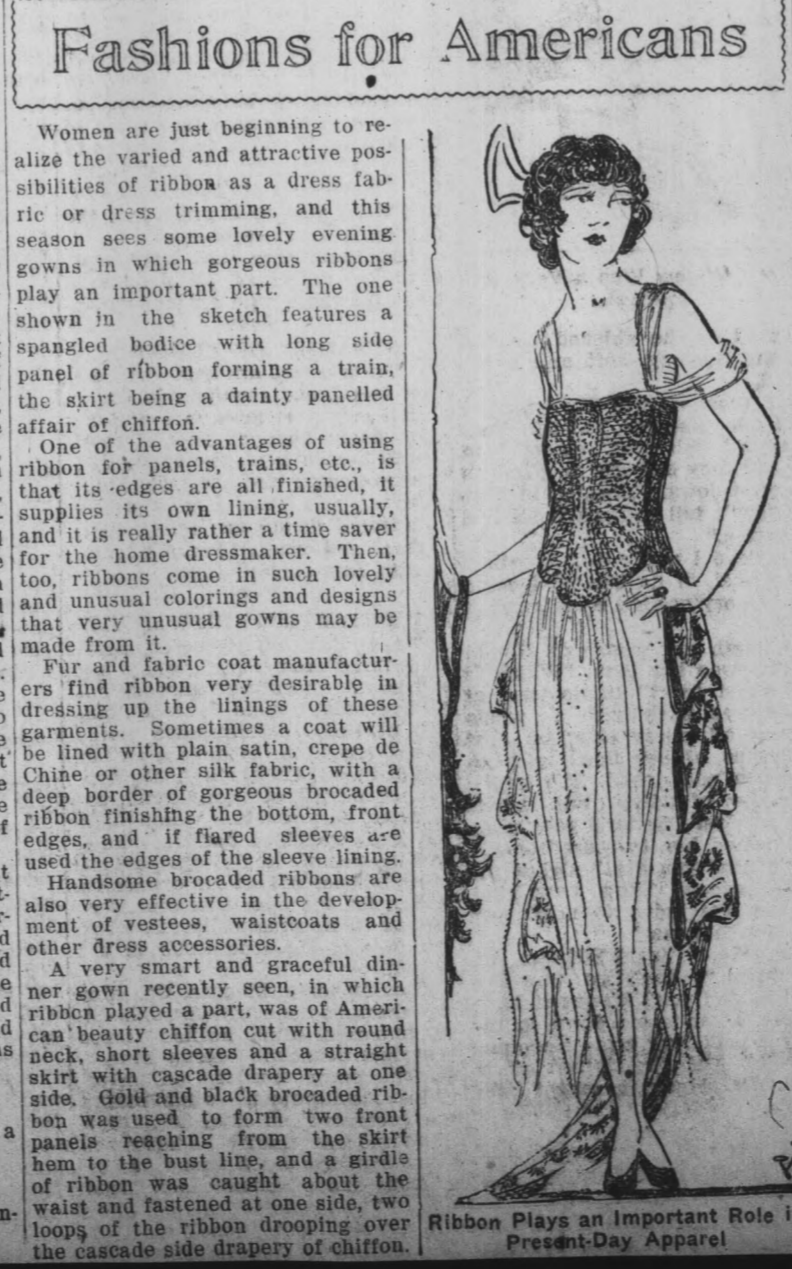 Fashions for Americans
Women are just beginning to re-
alize the varied and attractive pos-
sibilities of ribbon as a dress fab-
ric or dress trimming, and this
season sees some lovely evening
gowns in which gorgeous ribbons
play an important part. The one
shown in the sketch features a
spangled bodice with long side
panel of ribbon forming a train,
the skirt being a dainty panelled
affair of chiffon.
One of the advantages of using
ribbon for panels, trains, etc., is
that its edges are all finished, it
supplies its own lining, usually,
and it is really rather a time saver
for the home dressmaker. Then,
too, ribbons come in such lovely
and unusual colorings and designs
that very unusual gowns may be
made from it.
Fur and fabric coat manufactur-
ers find ribbon very desirable in
dressing up the linings of these
garments. Sometimes a coat will
be lined with plain satin, crepe de
Chine or other silk fabric, with a
deep border of gorgeous brocaded
ribbon finishing the bottom, front
edges, and if flared sleeves are
used the edges of the sleeve lining.
Handsome brocaded ribbons are
also very effective in the develop-
ment of vestees, waistcoats and
other dress accessories.
A very smart and graceful din-
ner gown recently seen, in which
ribbon played a part, was of Ameri-
can beauty chiffon cut with round
neck, short sleeves and a straight
skirt with cascade drapery at one
side. Gold and black brocaded rib-
bon was used to form two front
panels reaching from the skirt
hem to the bust line, and a girdle
of ribbon was caught about the
waist and fastened at one side, two
loops of the ribbon drooping over
the cascade side drapery of chiffon.
Ribbon Plays an Important Role i
Present-Day Apparel